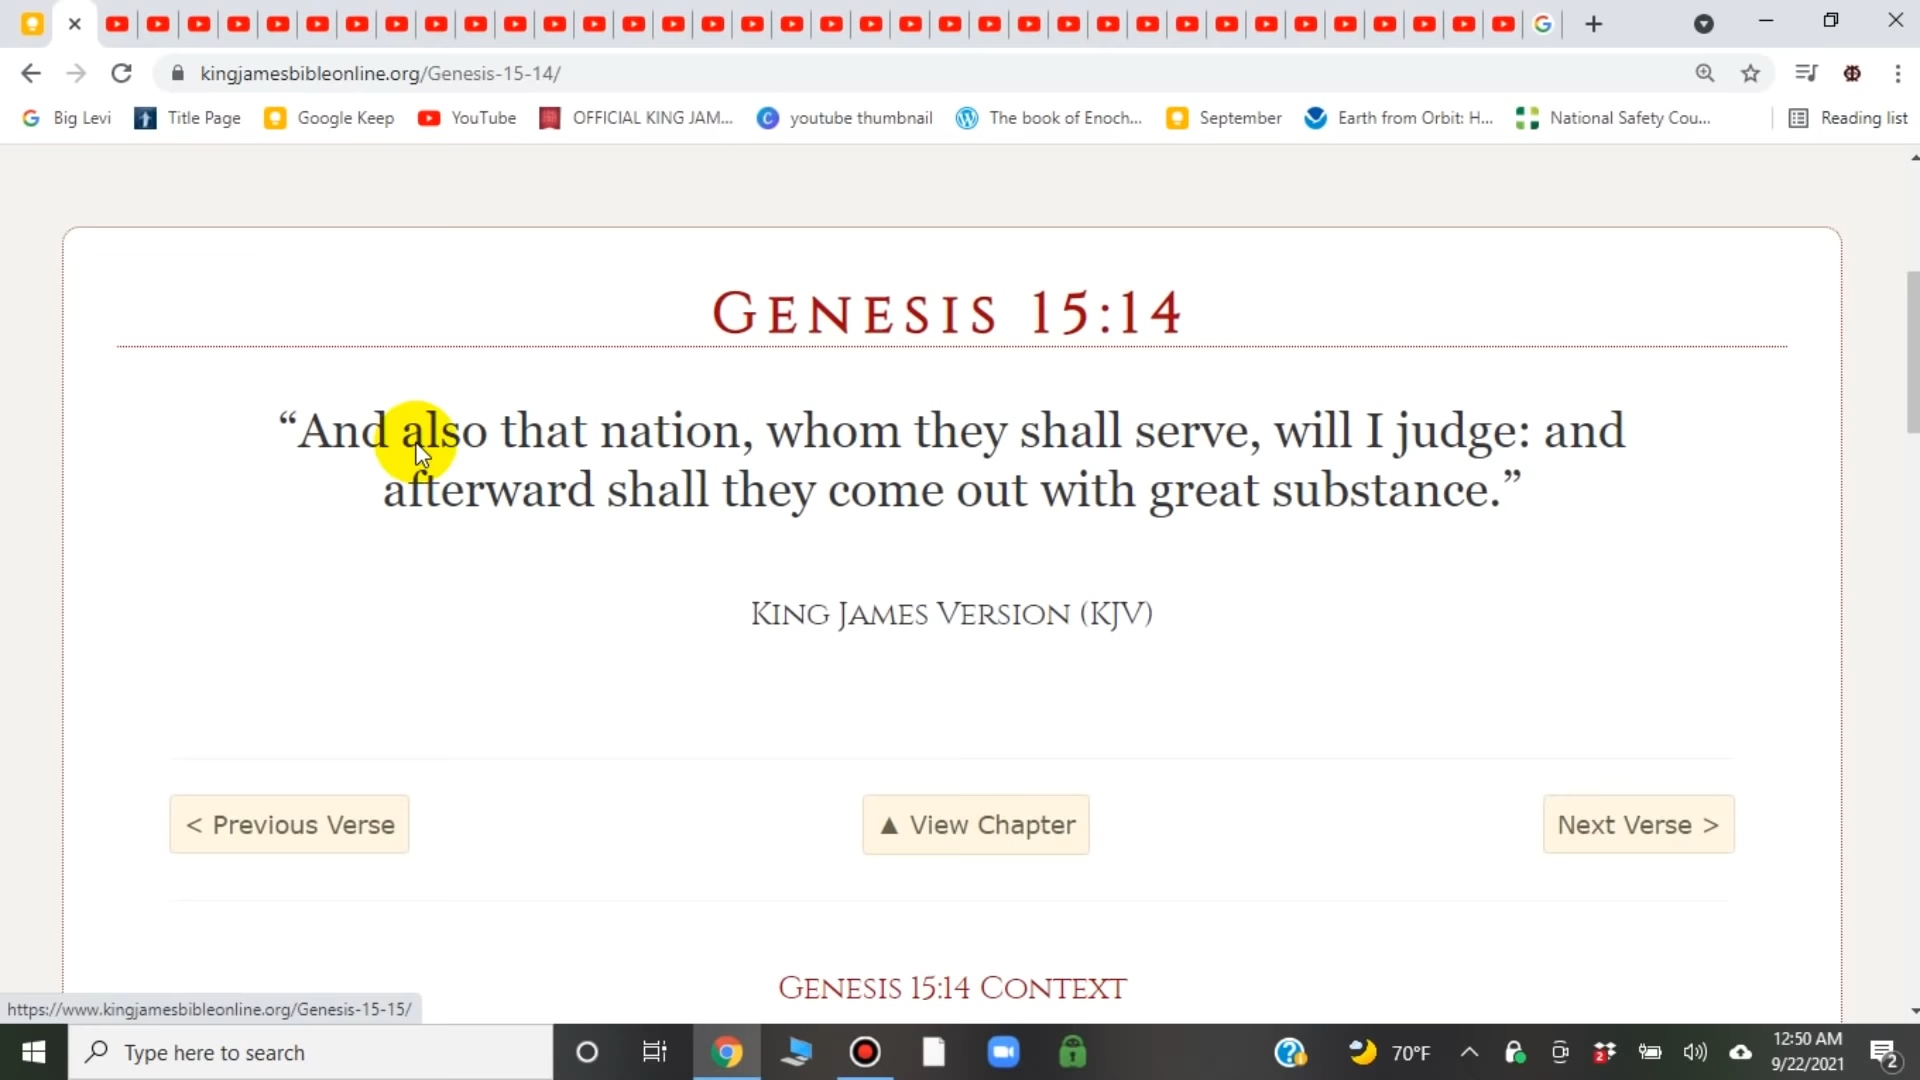 kingjamesbibleonline.org/Genesis-15-14/
Big Levi Title Page Google Keep YouTube OFFICIAL KING JAM... youtube thumbnail The book of Enoch... September Earth from Orbit: H... National Safety Cou... Reading list
GENESIS 15:14
“And also that nation, whom they shall serve, will I judge: and
afterward shall they come out with great substance.”
KING JAMES VERSION (KJV)
< Previous Verse ▲ View Chapter Next Verse >
GENESIS 15:14 CONTEXT
https://www.kingjamesbibleonline.org/Genesis-15-15/
Type here to search 70°F 12:50 AM
9/22/2021
2
2